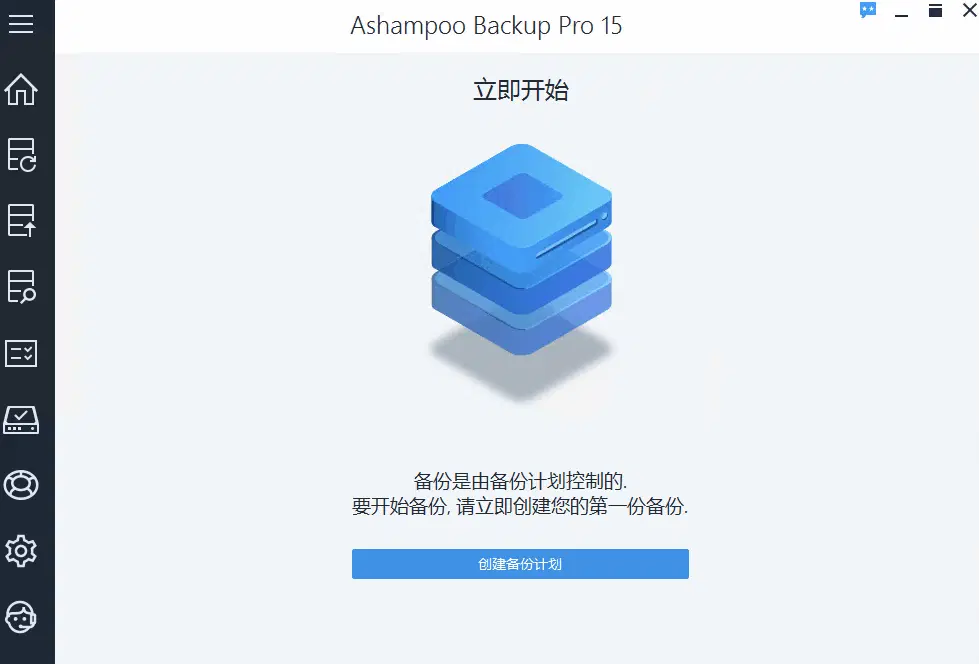 Ashampoo Backup Pro 15
立即开始
备份是由备份计划控制的.
要开始备份, 请立即创建您的第一份备份.
创建备份计划